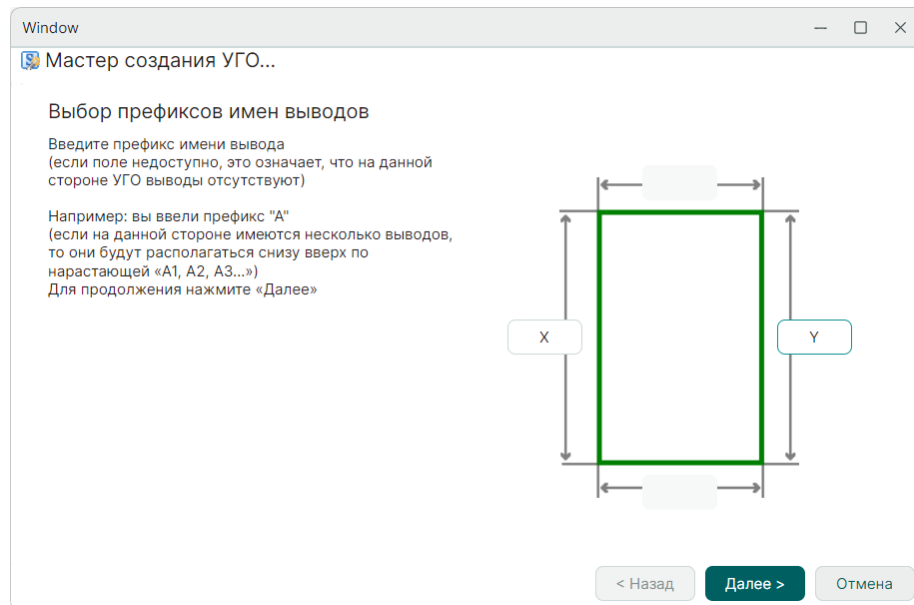 Window
Мастер создания УГО...
Выбор префиксов имен выводов
Введите префикс имени вывода
(если поле недоступно, это означает, что на данной
стороне УГО выводы отсутствуют)
Например: вы ввели префикс "А"
(если на данной стороне имеются несколько выводов,
то они будут располагаться снизу вверх по
нарастающей «А1, А2, А3...»)
Для продолжения нажмите «Далее»
X
Y
< Назад
Далее >
Отмена